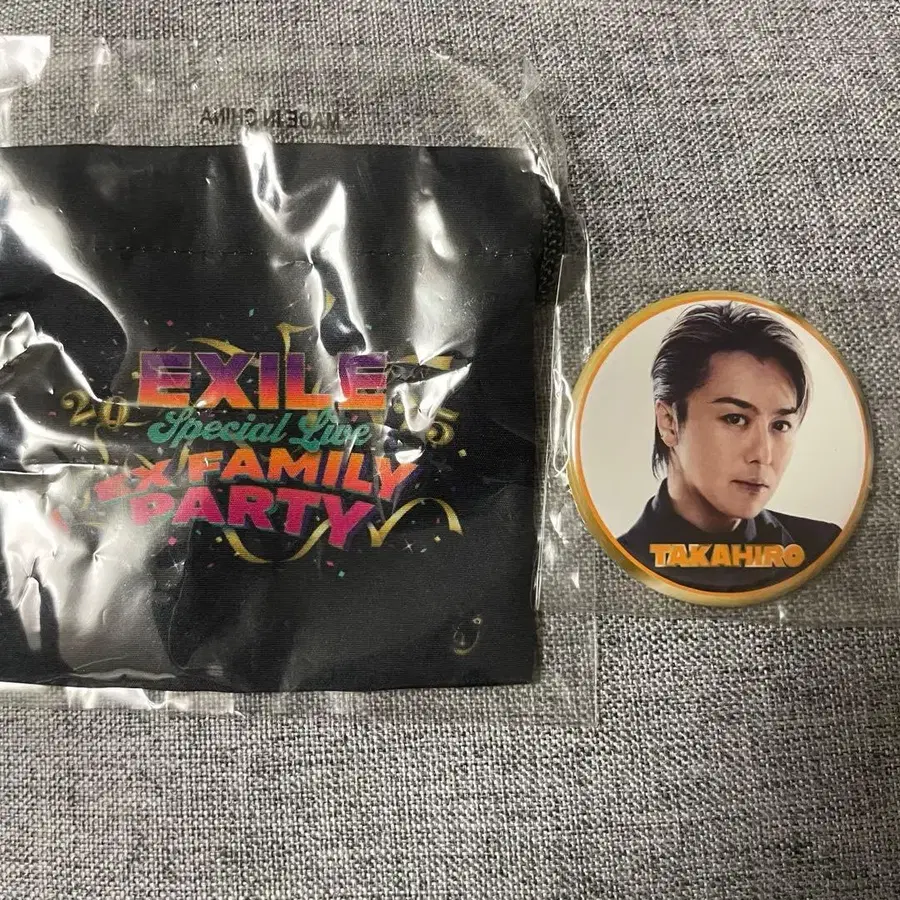 MADE IN CHINA
EXILE
20 5
Special Live
EX FAMILY
PARTY
TAKAHIRO